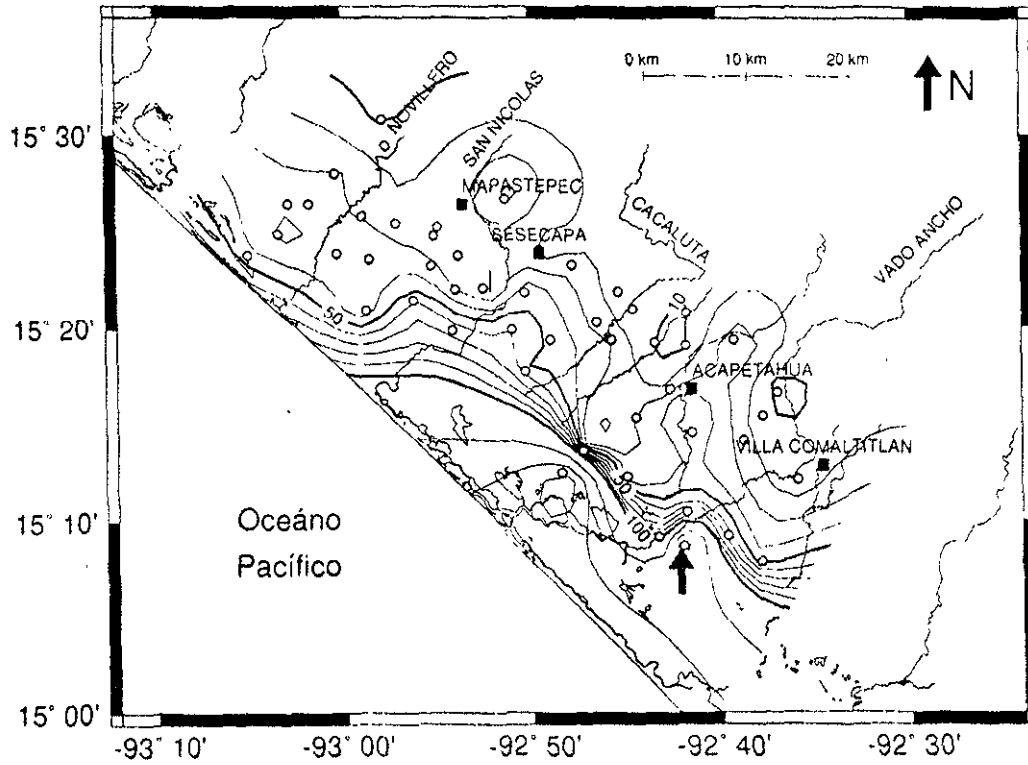 0 km 10 km 20 km
N
NOVILLERO
SAN NICOLAS
15° 30'
MAPASTEPEC
CACALUTA
VADO ANCHO
SESECAPA
50
10
15° 20'
ACAPETAHUA
VILLA COMALTITLAN
50
100
15° 10'
Oceáno
Pacífico
15° 00'
-93° 10' -93° 00' -92° 50' -92° 40' -92° 30'